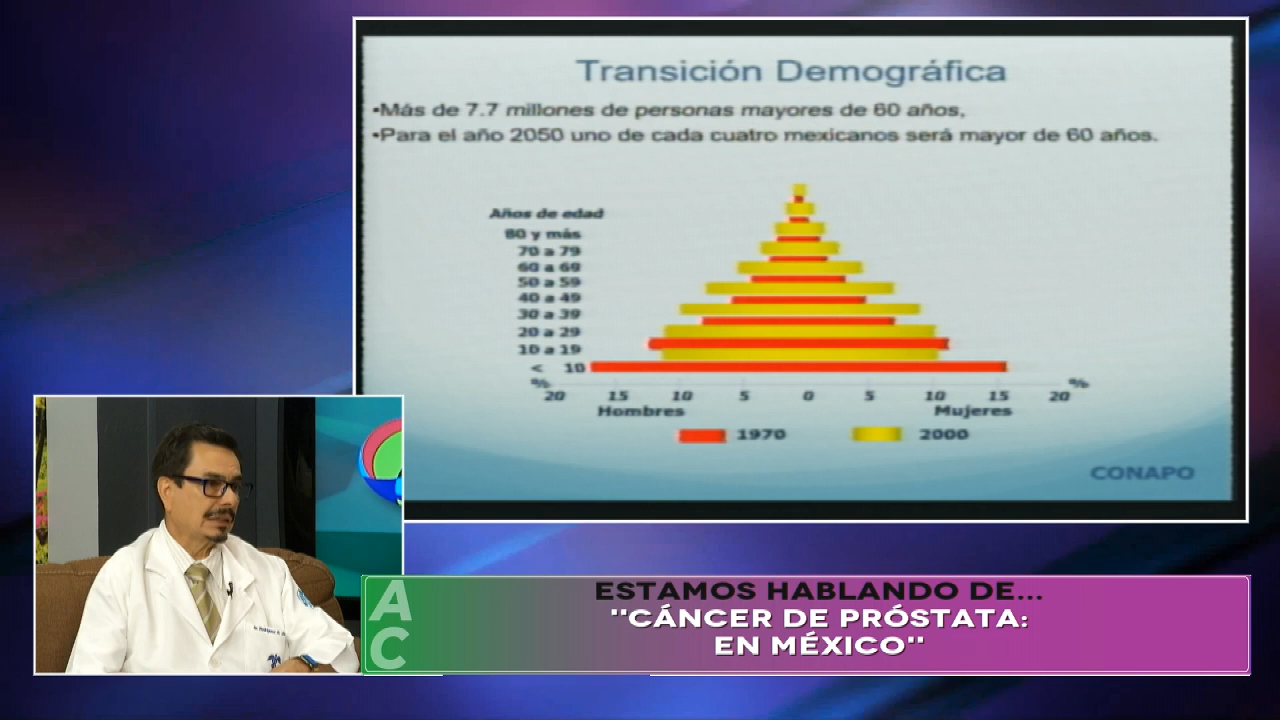 Transición Demográfica
•Más de 7.7 millones de personas mayores de 60 años,
•Para el año 2050 uno de cada cuatro mexicanos será mayor de 60 años.
Años de edad
80 y más
70 a 79
60 a 69
50 a 59
40 a 49
30 a 39
20 a 29
10 a 19
< 10
% 20 15 10 5 0 5 10 15 20 %
Hombres Mujeres
1970 2000
CONAPO
AC
ESTAMOS HABLANDO DE...
"CÁNCER DE PRÓSTATA:
EN MÉXICO"